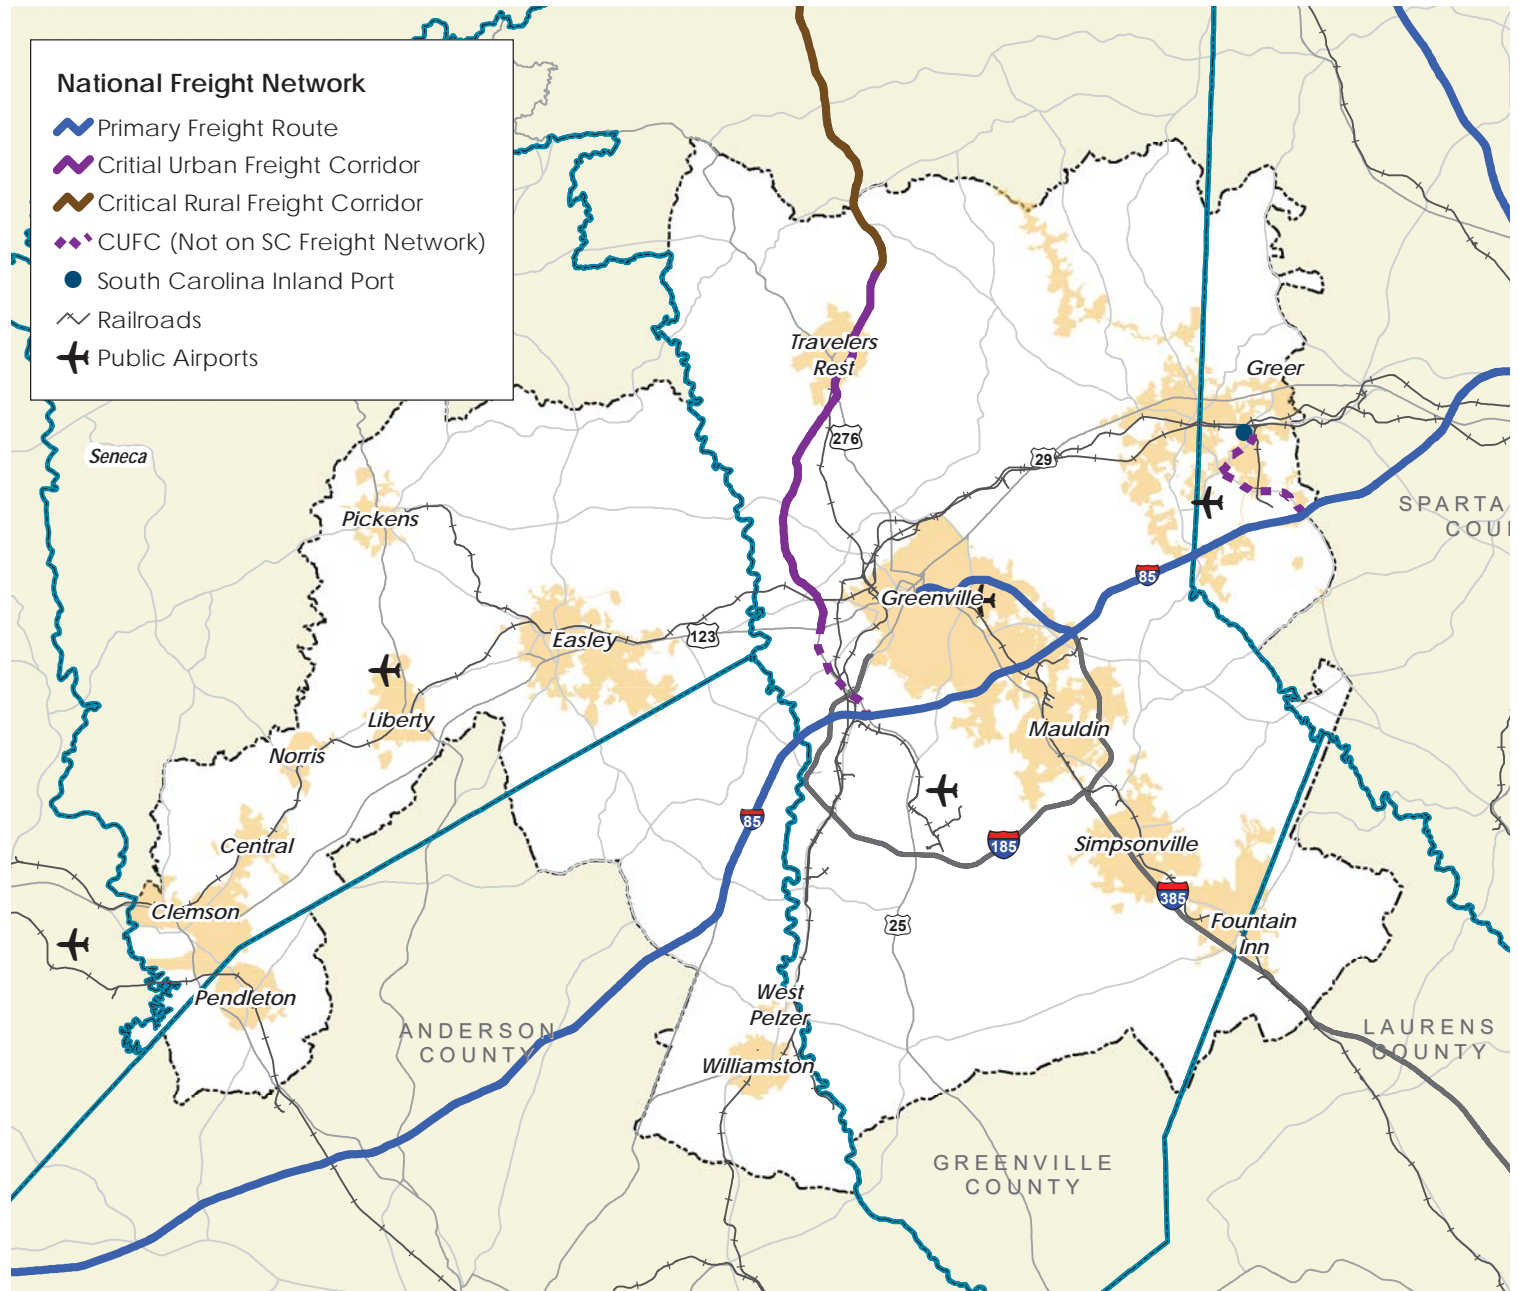 National Freight Network
Primary Freight Route
Critial Urban Freight Corridor
Critical Rural Freight Corridor
CUFC (Not on SC Freight Network)
South Carolina Inland Port
Railroads
Public Airports
Travelers
Rest
Greer
276
29
Seneca
Pickens
SPARTA
COU
85
Greenville
Easley
123
Liberty
Mauldin
Norris
85
185
Central
Simpsonville
385
Clemson
25
Fountain
Inn
Pendleton
West
Pelzer
ANDERSON
COUNTY
LAURENS
COUNTY
Williamston
GREENVILLE
COUNTY